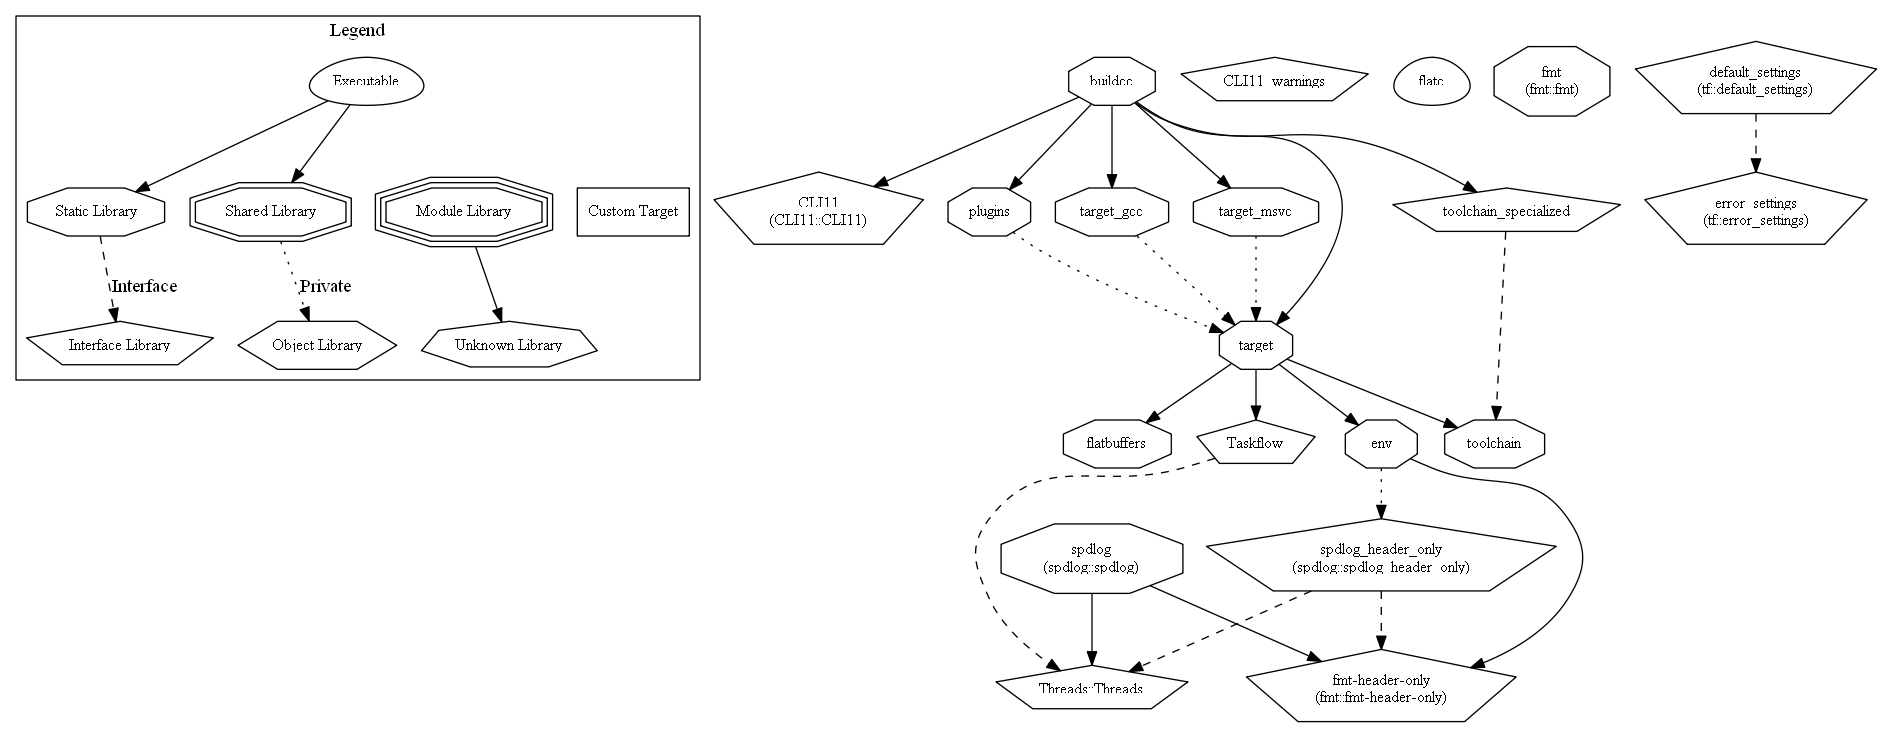 Legend
Executable
Static Library
Shared Library
Module Library
Custom Target
Interface
Private
Interface Library
Object Library
Unknown Library
buildcc
CLI11_warnings
flatc
fmt
(fmt::fmt)
default_settings
(tf::default_settings)
CLI11
(CLI11::CLI11)
plugins
target_gcc
target_msvc
toolchain_specialized
error_settings
(tf::error_settings)
target
flatbuffers
Taskflow
env
toolchain
spdlog
(spdlog::spdlog)
spdlog_header_only
(spdlog::spdlog_header_only)
Threads::Threads
fmt-header-only
(fmt::fmt-header-only)